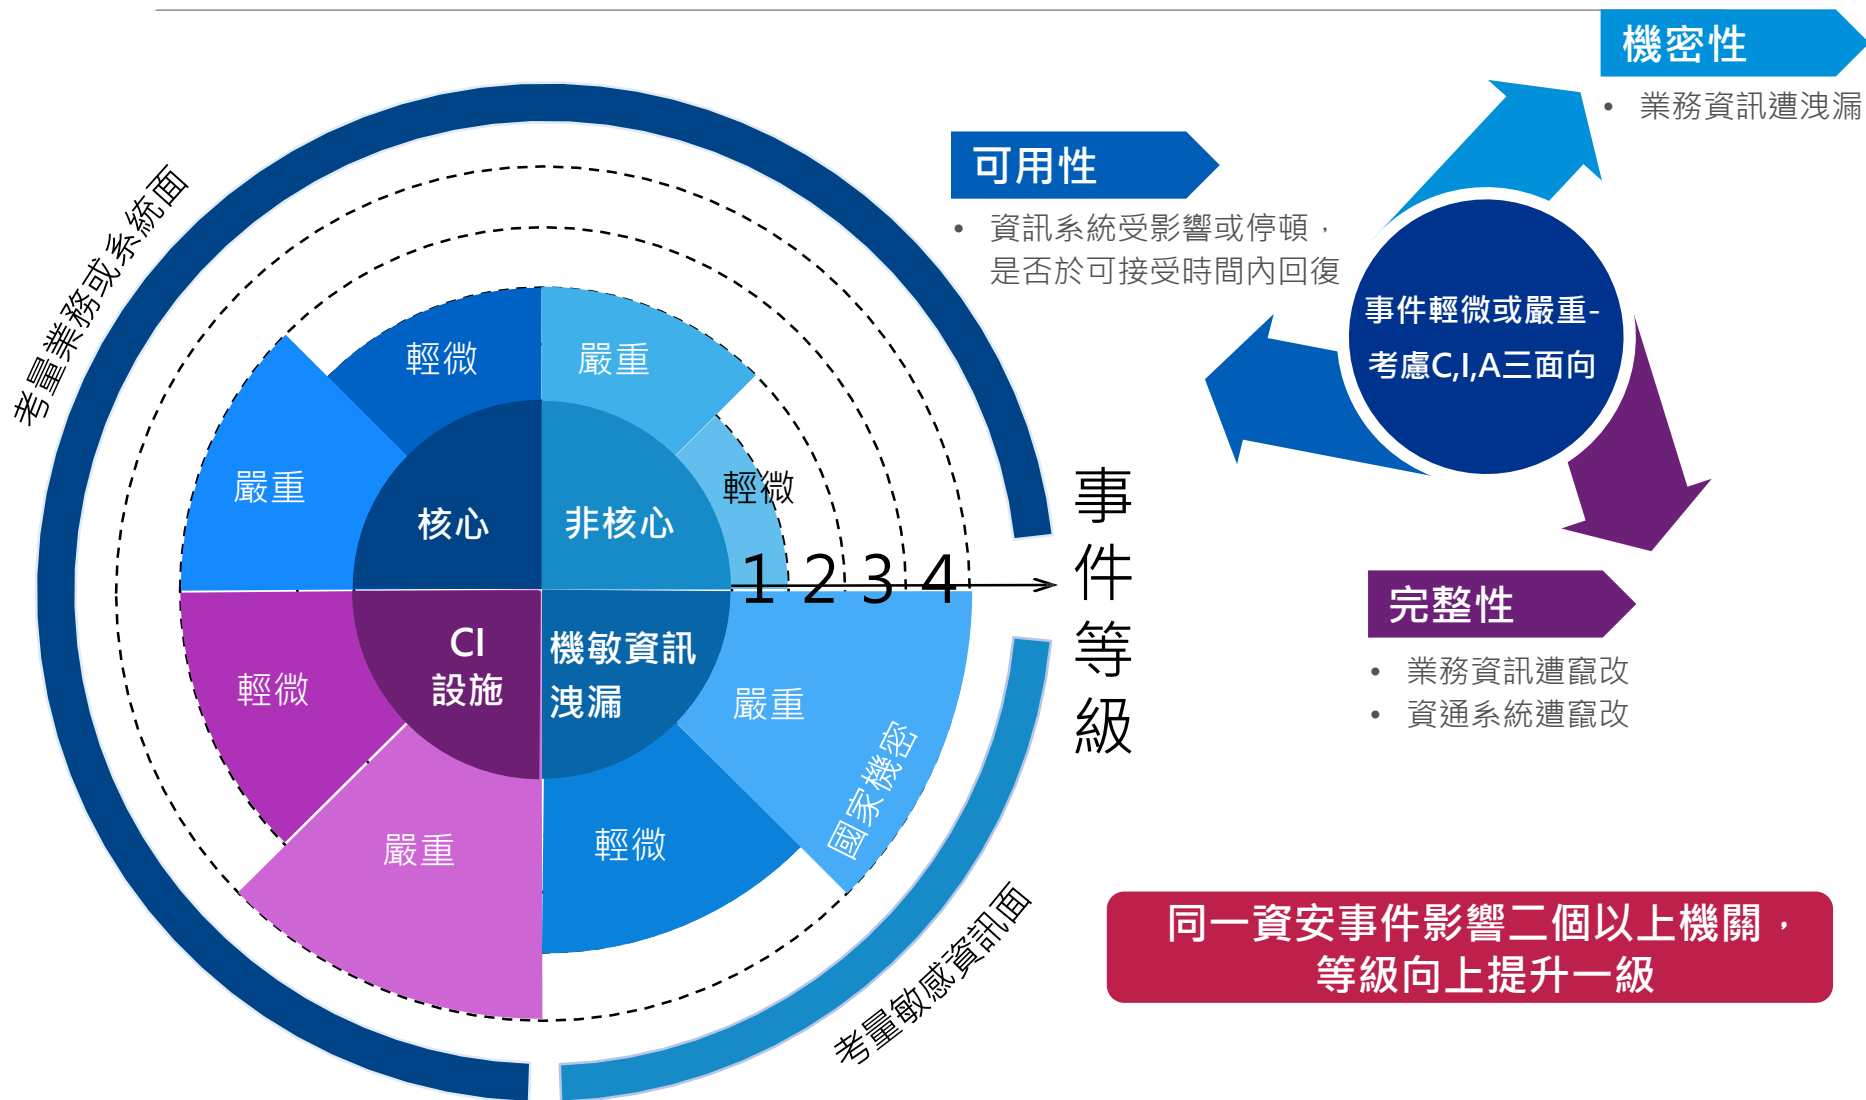 考量業務或系統面
輕微
嚴重
嚴重
輕微
核心
非核心
1 2 3 4
CI
設施
機敏資訊
洩漏
輕微
嚴重
國家機密
嚴重
輕微
考量敏感資訊面
事件等級
機密性
• 業務資訊遭洩漏
可用性
• 資訊系統受影響或停頓，
是否於可接受時間內回復
事件輕微或嚴重-
考慮C,I,A三面向
完整性
• 業務資訊遭竄改
• 資通系統遭竄改
同一資安事件影響二個以上機關，
等級向上提升一級